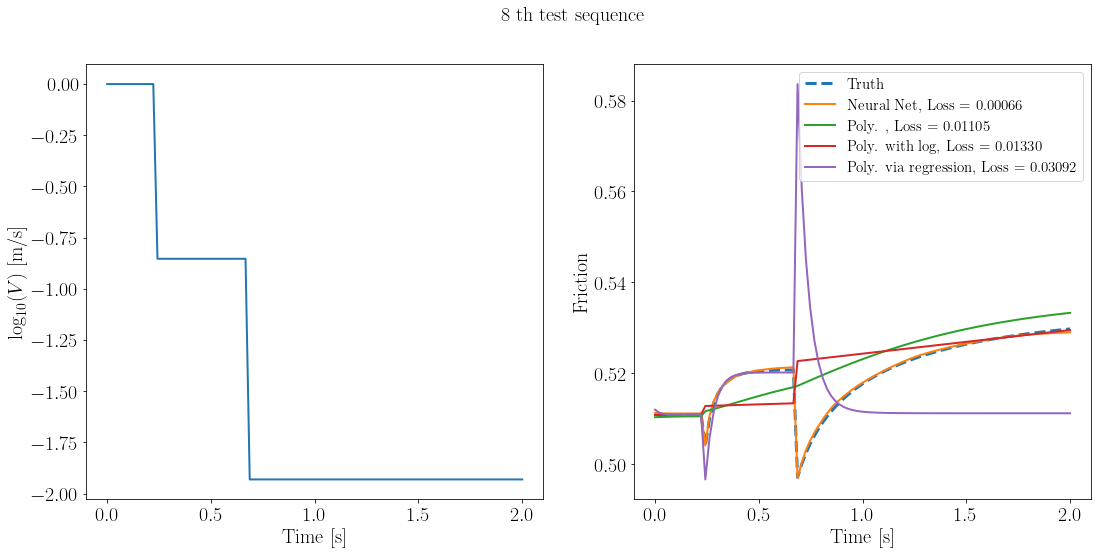 8 th test sequence
log10(V) [m/s]
0.00
−0.25
−0.50
−0.75
−1.00
−1.25
−1.50
−1.75
−2.00
0.0
0.5
1.0
1.5
2.0
Time [s]
Friction
0.58
0.56
0.54
0.52
0.50
0.0
0.5
1.0
1.5
2.0
Time [s]
Truth
Neural Net, Loss = 0.00066
Poly. , Loss = 0.01105
Poly. with log, Loss = 0.01330
Poly. via regression, Loss = 0.03092